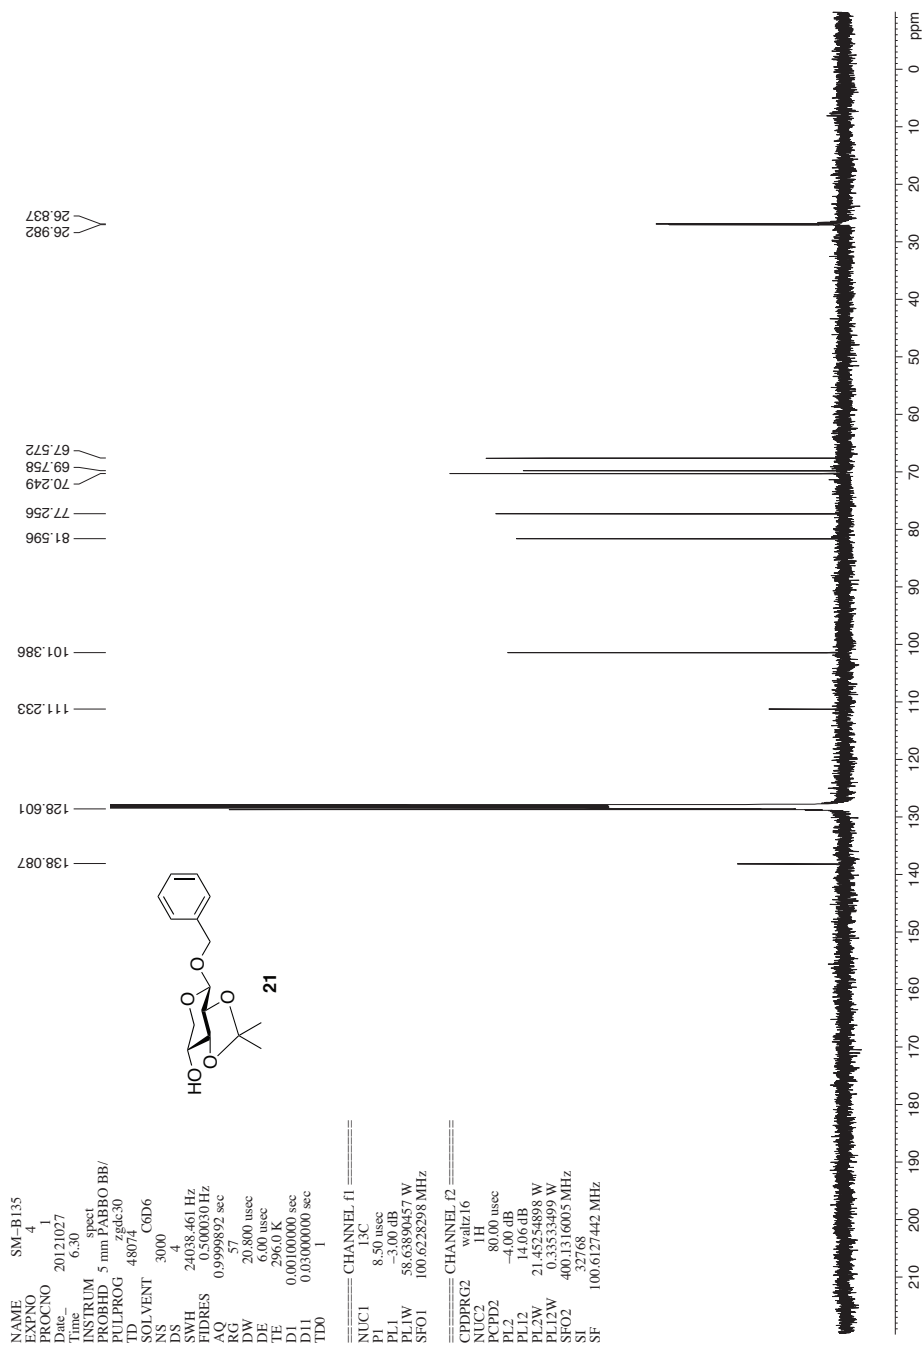 NAME SM-B135
EXPNO 4
PROCNO 1
Date_ 20121027
Time 6.30
INSTRUM spect
PROBHD 5 mm PABBO BB/
PULPROG zgdc30
TD 48074
SOLVENT C6D6
NS 3000
DS 4
SWH 24038.461 Hz
FIDRES 0.500030 Hz
AQ 0.9999892 sec
RG 57
DW 20.800 usec
DE 6.00 usec
TE 296.0 K
D1 0.00100000 sec
D11 0.03000000 sec
TD0 1
======== CHANNEL f1 ========
NUC1 13C
P1 8.50 usec
PL1 -3.00 dB
PL1W 58.63890457 W
SFO1 100.6228298 MHz
======== CHANNEL f2 ========
CPDPRG2 waltz16
NUC2 1H
PCPD2 80.00 usec
PL2 -4.00 dB
PL12 14.06 dB
PL2W 21.45254898 W
PL12W 0.33533499 W
SFO2 400.1316005 MHz
SI 32768
SF 100.6127442 MHz
138.087
128.601
111.233
101.386
81.596
77.256
70.249
69.758
67.572
26.982
26.837
HO
O
O
O
O
21
210 200 190 180 170 160 150 140 130 120 110 100 90 80 70 60 50 40 30 20 10 0 ppm